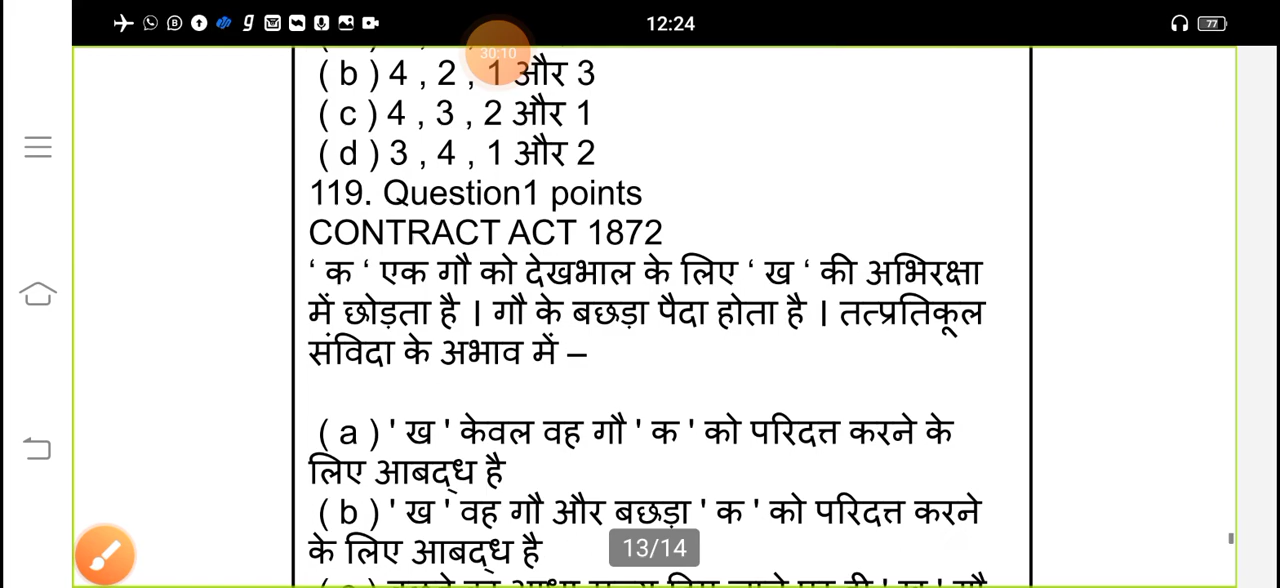 12:24
77
30:10
( b ) 4 , 2 , 1 और 3
( c ) 4 , 3 , 2 और 1
( d ) 3 , 4 , 1 और 2
119. Question1 points
CONTRACT ACT 1872
‘ क ‘ एक गौ को देखभाल के लिए ‘ ख ‘ की अभिरक्षा
में छोड़ता है । गौ के बछड़ा पैदा होता है । तत्प्रतिकूल
संविदा के अभाव में –
( a ) ' ख ' केवल वह गौ ' क ' को परिदत्त करने के
लिए आबद्ध है
( b ) ' ख ' वह गौ और बछड़ा ' क ' को परिदत्त करने
के लिए आबद्ध है
13/14